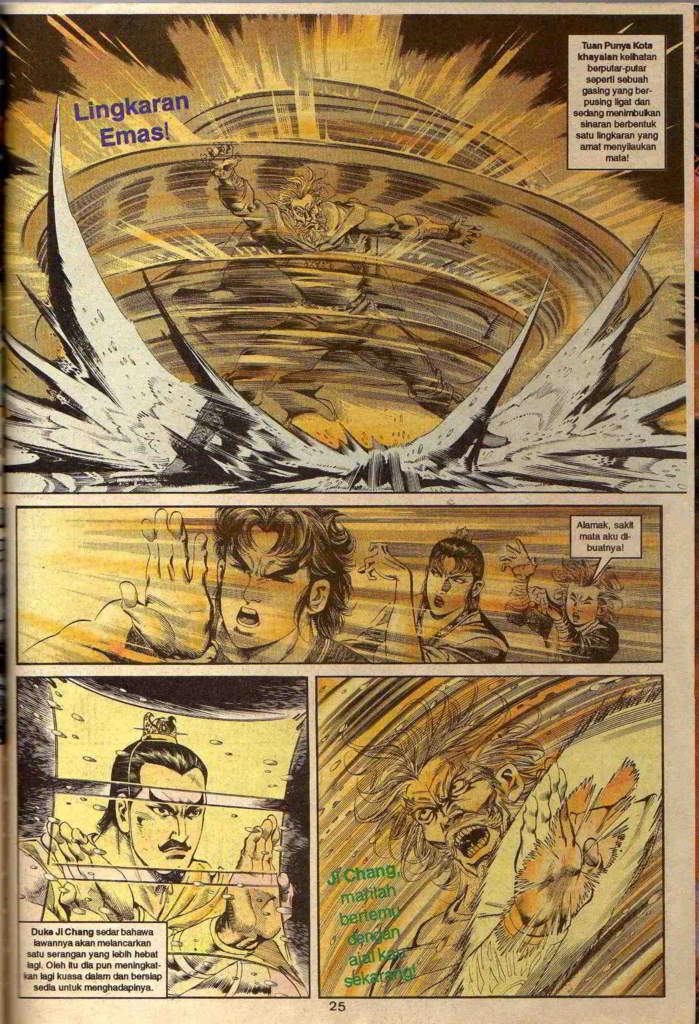 Lingkaran
Emas!
Tuan Punya Kota
khayalan kelihatan
berputar-putar
seperti sebuah
gasing yang ber-
pusing ligat dan
sedang menimbulkan
sinaran berbentuk
satu lingkaran yang
amat menyilaukan
mata!
Alamak, sakit
mata aku di-
buatnya!
Duke Ji Chang sedar bahawa
lawannya akan melancarkan
satu serangan yang lebih hebat
lagi. Oleh itu dia pun meningkat-
kan lagi kuasa dalam dan bersiap
sedia untuk menghadapinya.
Ji Chang,
marilah
bertemu
dengan
ajal kau
sekarang!
25